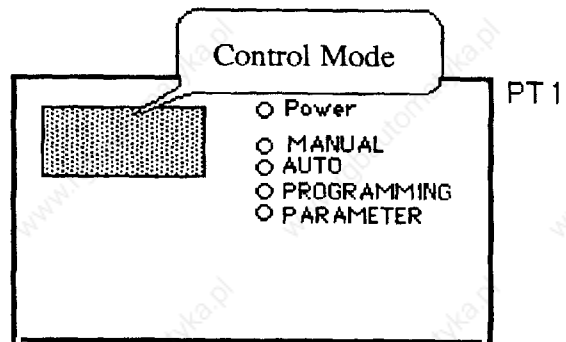 Control Mode
PT1
Power
MANUAL
AUTO
PROGRAMMING
PARAMETER